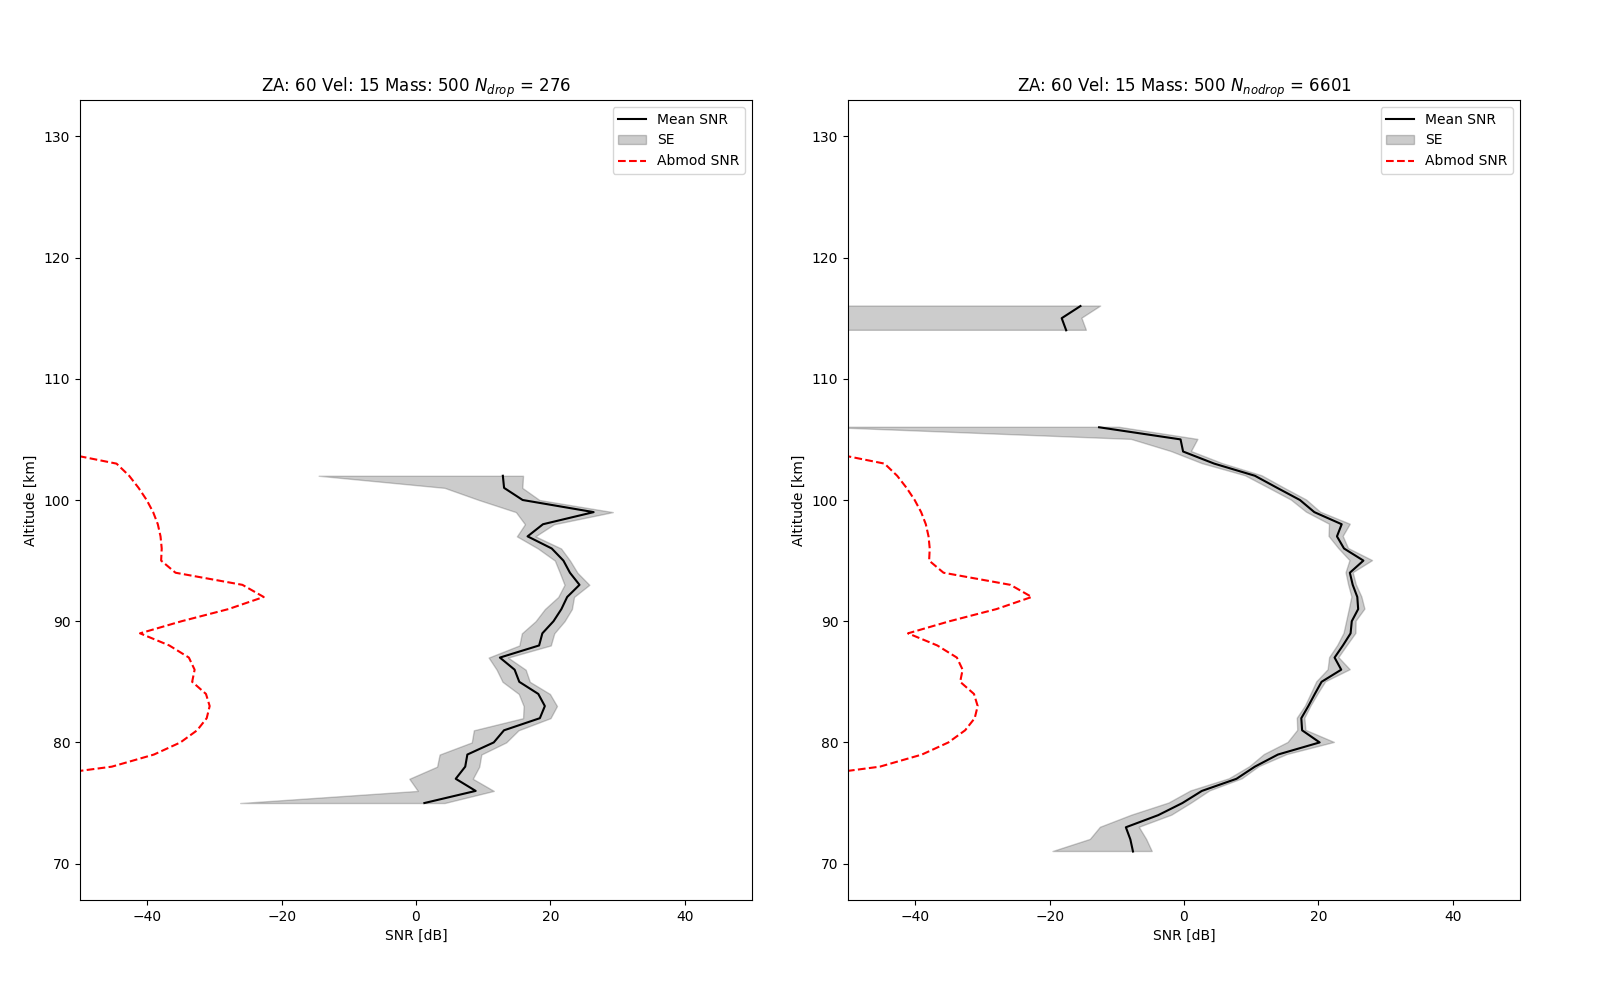 ZA: 60 Vel: 15 Mass: 500 N_drop = 276
Mean SNR
SE
Abmod SNR
130
120
110
100
90
80
70
Altitude [km]
−40
−20
0
20
40
SNR [dB]
ZA: 60 Vel: 15 Mass: 500 N_nodrop = 6601
Mean SNR
SE
Abmod SNR
130
120
110
100
90
80
70
Altitude [km]
−40
−20
0
20
40
SNR [dB]